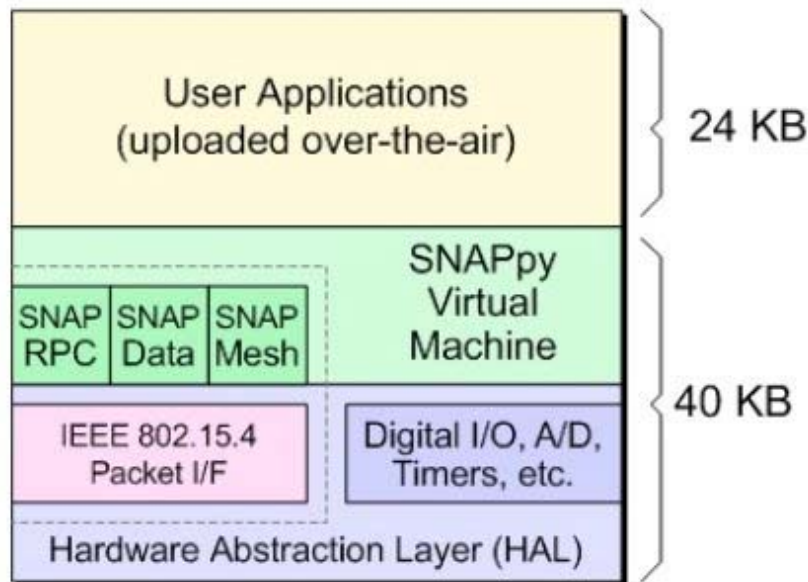 User Applications
(uploaded over-the-air)
24 KB
SNAPpy
Virtual
Machine
SNAP
RPC
SNAP
Data
SNAP
Mesh
40 KB
IEEE 802.15.4
Packet I/F
Digital I/O, A/D,
Timers, etc.
Hardware Abstraction Layer (HAL)